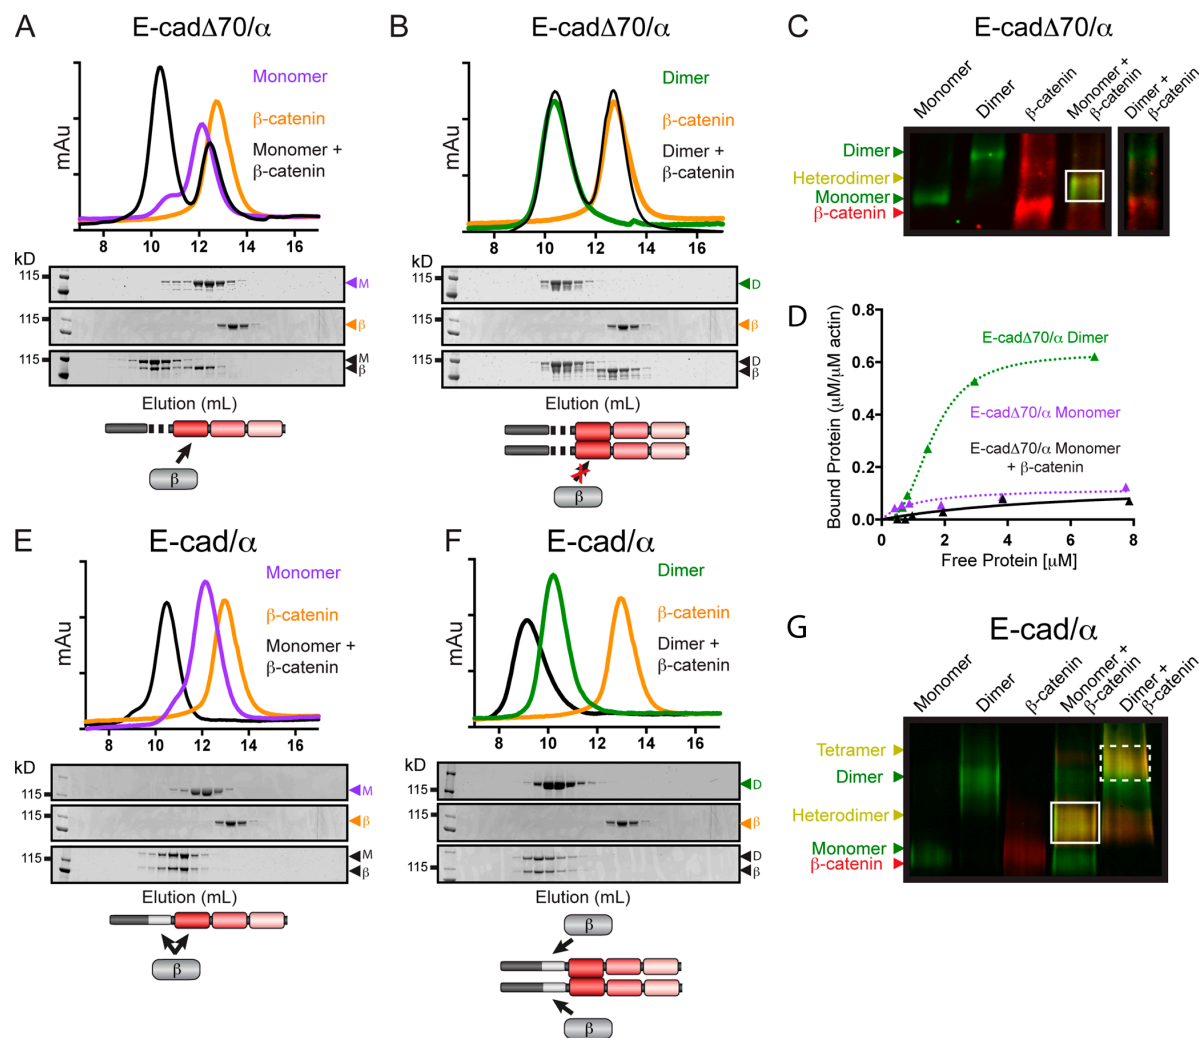 A
E-cadΔ70/α
mAu
Monomer
β-catenin
Monomer +
β-catenin
8 10 12 14 16
kD
115
M
115
β
115
M
β
Elution (mL)
β
B
E-cadΔ70/α
mAu
Dimer
β-catenin
Dimer +
β-catenin
8 10 12 14 16
kD
115
D
115
β
115
D
β
Elution (mL)
β
C
E-cadΔ70/α
Monomer
Dimer
β-catenin
Monomer +
β-catenin
Dimer +
β-catenin
Dimer
Heterodimer
Monomer
β-catenin
D
Bound Protein (μM/μM actin)
0.8
0.6
0.4
0.2
0.0
E-cadΔ70/α Dimer
E-cadΔ70/α Monomer
E-cadΔ70/α Monomer
+ β-catenin
0 2 4 6 8
Free Protein [μM]
E
E-cad/α
mAu
Monomer
β-catenin
Monomer +
β-catenin
8 10 12 14 16
kD
115
M
β
115
M
β
Elution (mL)
β
F
E-cad/α
mAu
Dimer
β-catenin
Dimer +
β-catenin
8 10 12 14 16
kD
115
D
115
β
115
D
β
Elution (mL)
β
β
G
E-cad/α
Monomer
Dimer
β-catenin
Monomer +
β-catenin
Dimer +
β-catenin
Tetramer
Dimer
Heterodimer
Monomer
β-catenin